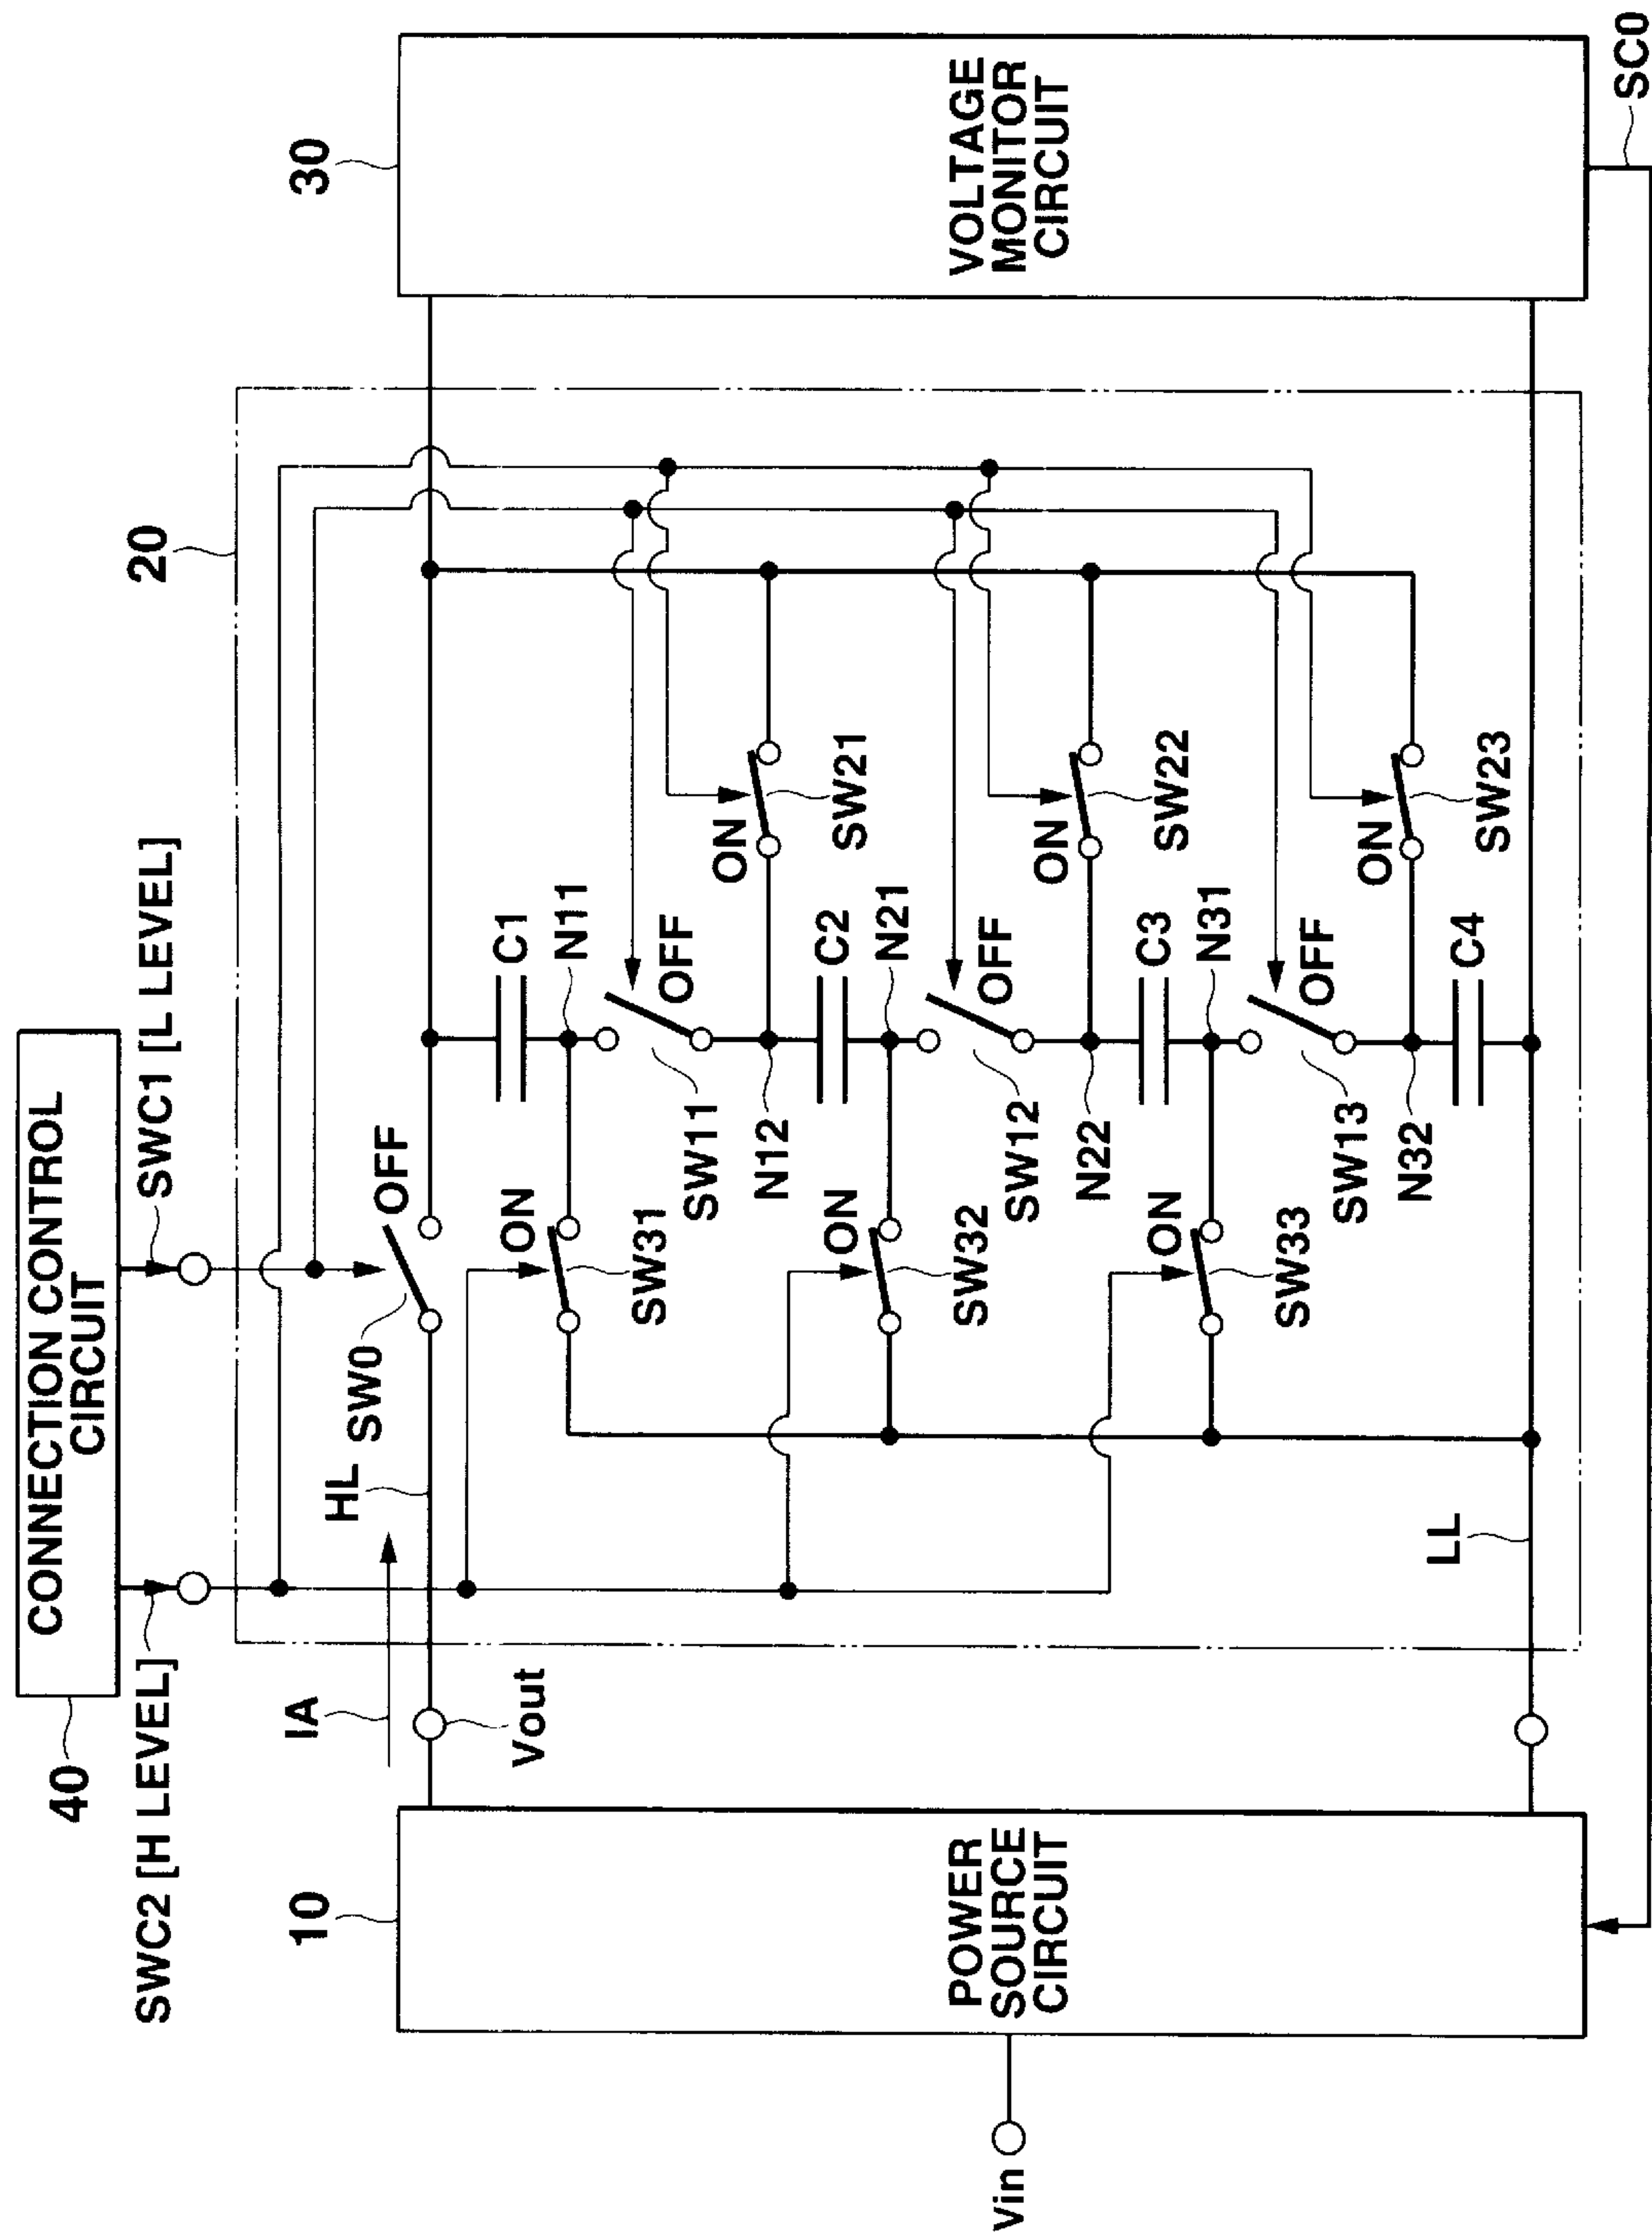 CONNECTION CONTROL
CIRCUIT
40
SWC2 [H LEVEL]
SWC1 [L LEVEL]
20
10
POWER
SOURCE
CIRCUIT
Vin
IA
Vout
HL
SW0
OFF
30
VOLTAGE
MONITOR
CIRCUIT
C1
N11
ON
SW31
SW11
OFF
ON
SW21
N12
C2
N21
ON
SW32
SW12
OFF
ON
SW22
N22
C3
N31
ON
SW33
SW13
OFF
ON
SW23
N32
C4
LL
SC0